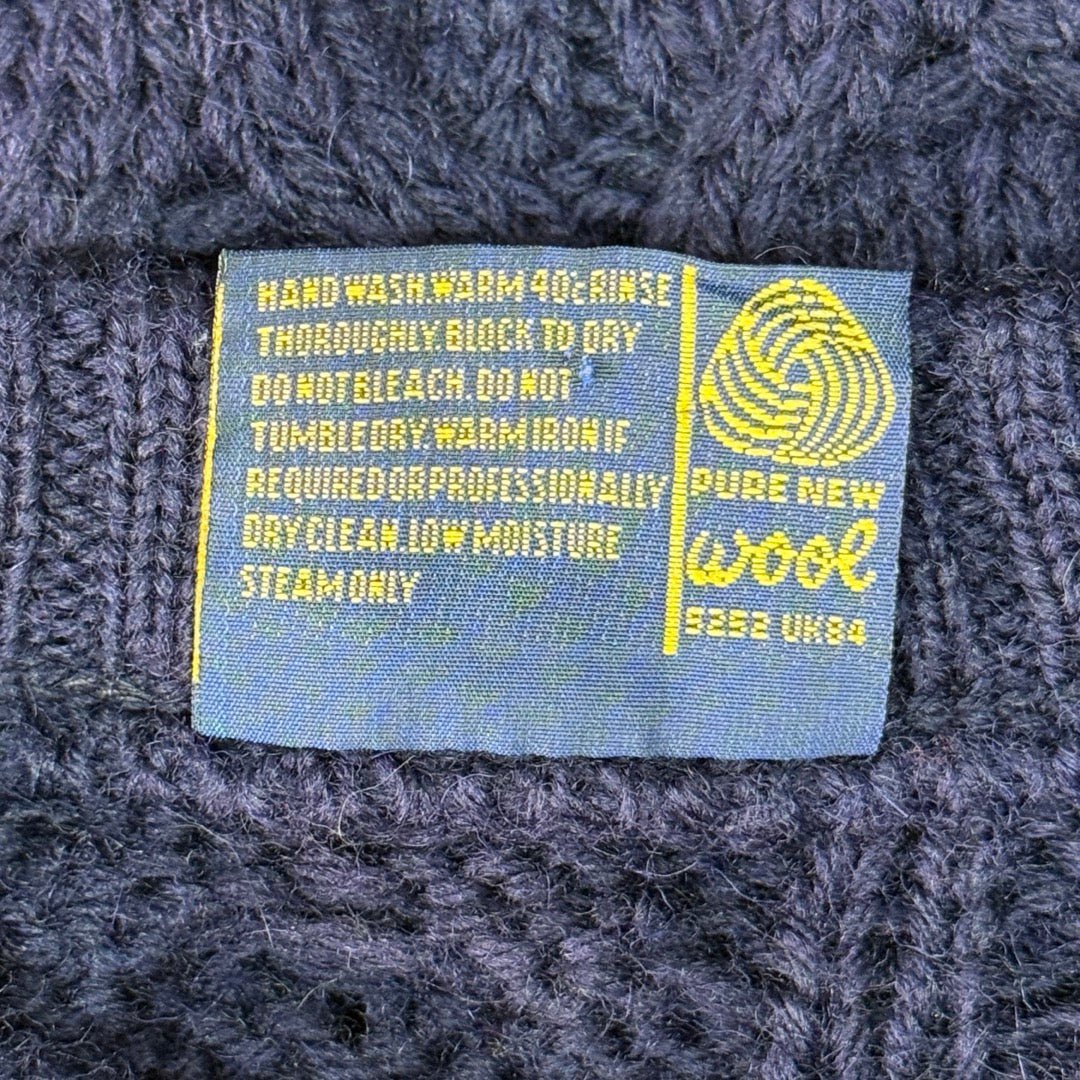 HAND WASH.WARM 40c RINSE
THOROUGHLY.BLOCK TO DRY
DO NOT BLEACH. DO NOT
TUMBLE DRY. WARM IRON IF
REQUIRED OR PROFESSIONALLY
DRY CLEAN. LOW MOISTURE
STEAM ONLY
PURE NEW
wool
5252 UK84